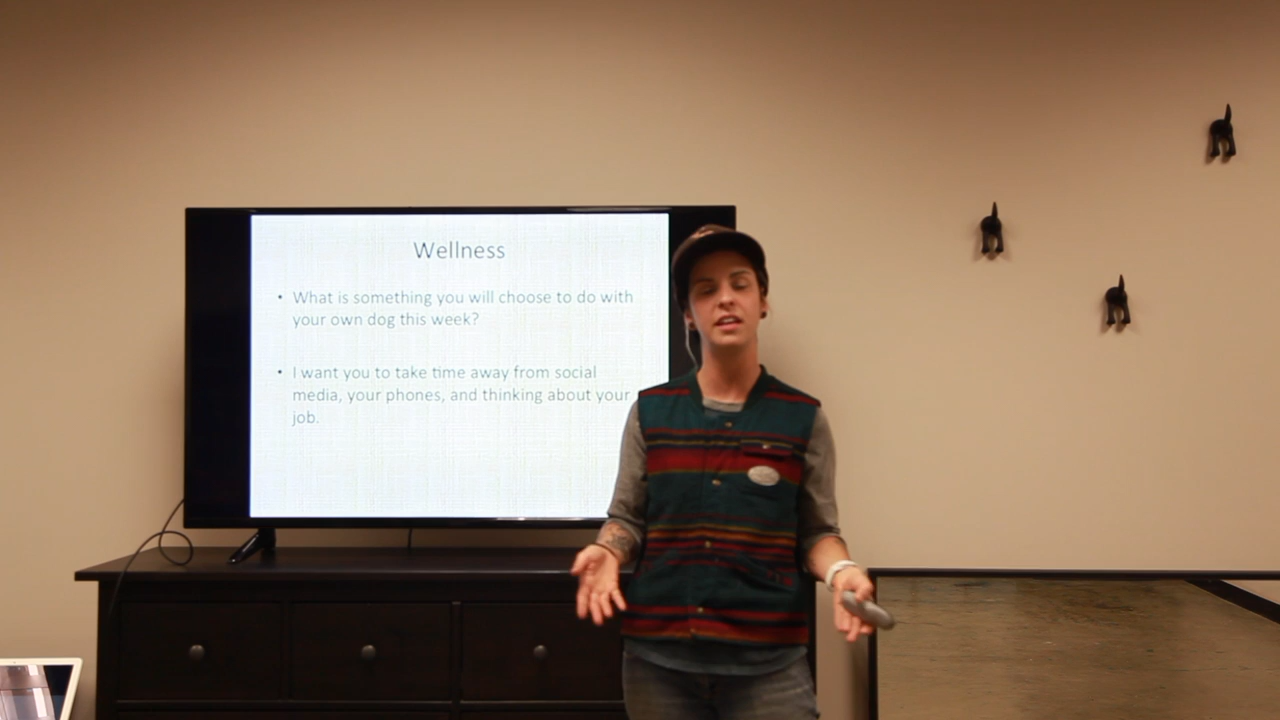 Wellness
• What is something you will choose to do with
your own dog this week?
• I want you to take time away from social
media, your phones, and thinking about your
job.